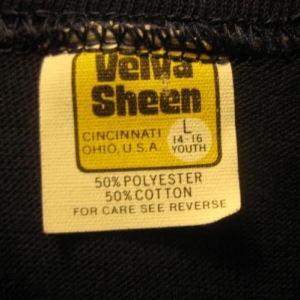 Velva
Sheen
CINCINNATI
OHIO, U.S.A.
L
14-16
YOUTH
50% POLYESTER
50% COTTON
FOR CARE SEE REVERSE